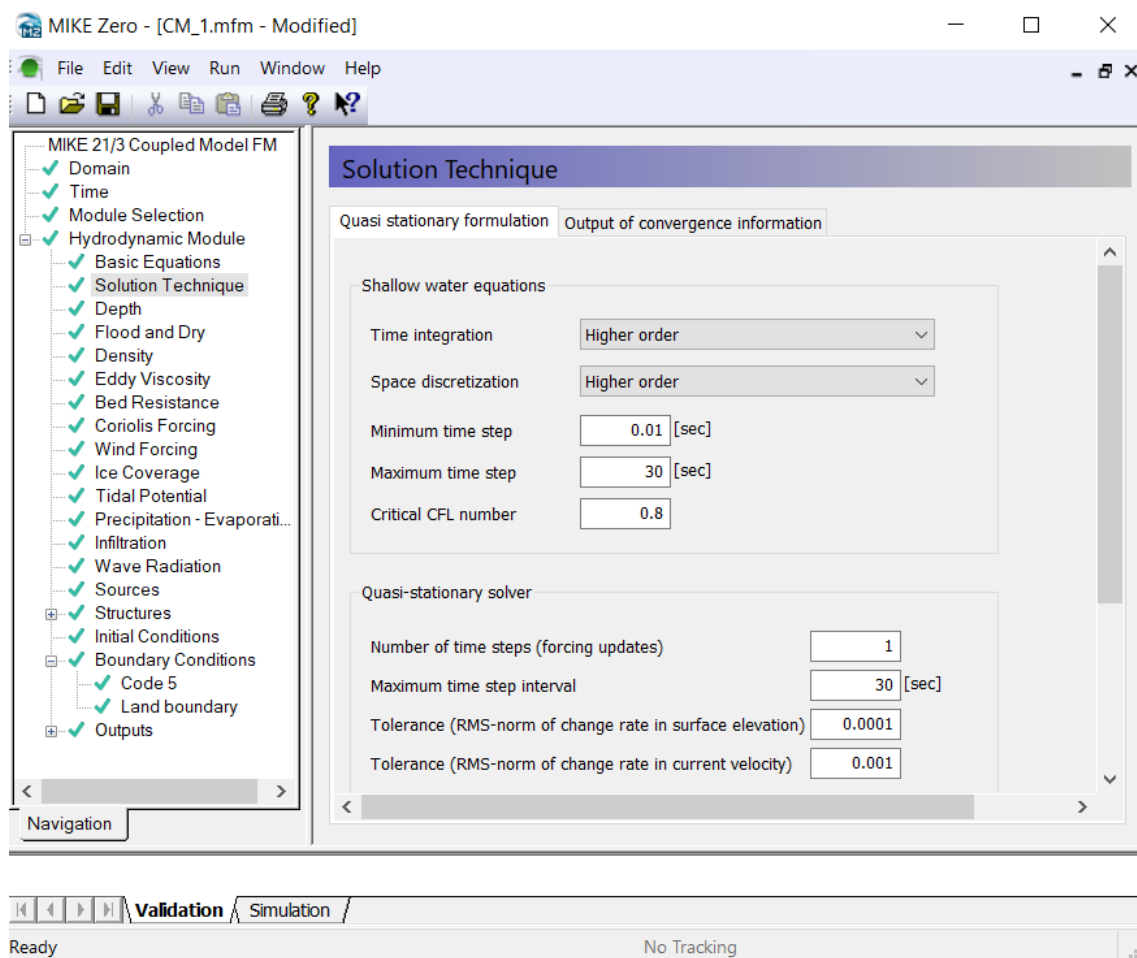 MIKE Zero - [CM_1.mfm - Modified]
File Edit View Run Window Help
MIKE 21/3 Coupled Model FM
Domain
Time
Module Selection
Hydrodynamic Module
Basic Equations
Solution Technique
Depth
Flood and Dry
Density
Eddy Viscosity
Bed Resistance
Coriolis Forcing
Wind Forcing
Ice Coverage
Tidal Potential
Precipitation - Evaporati...
Infiltration
Wave Radiation
Sources
Structures
Initial Conditions
Boundary Conditions
Code 5
Land boundary
Outputs
Navigation
Solution Technique
Quasi stationary formulation Output of convergence information
Shallow water equations
Time integration Higher order
Space discretization Higher order
Minimum time step 0.01 [sec]
Maximum time step 30 [sec]
Critical CFL number 0.8
Quasi-stationary solver
Number of time steps (forcing updates) 1
Maximum time step interval 30 [sec]
Tolerance (RMS-norm of change rate in surface elevation) 0.0001
Tolerance (RMS-norm of change rate in current velocity) 0.001
Validation Simulation
Ready No Tracking